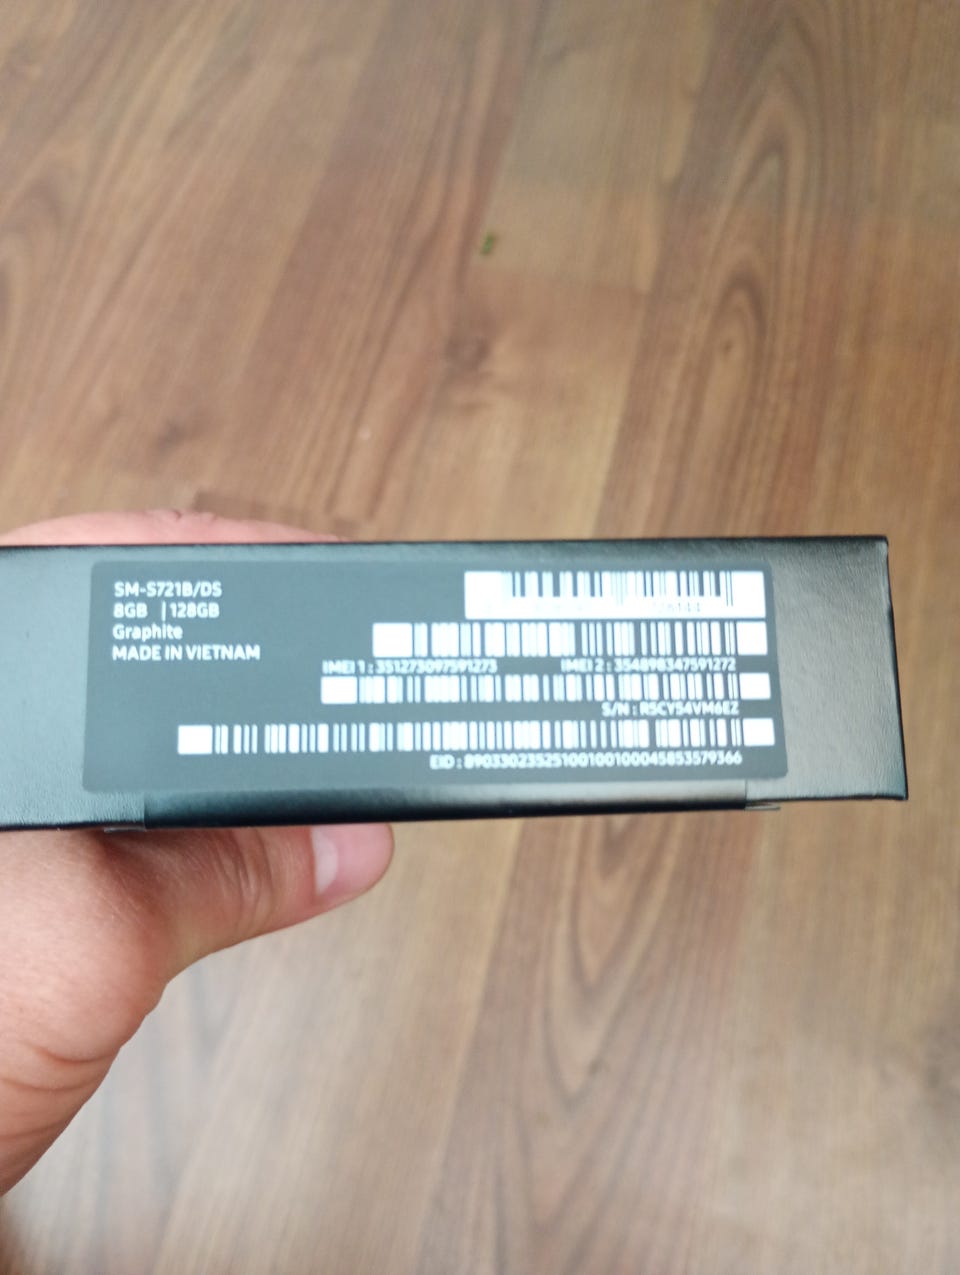 SM-S721B/DS
8GB | 128GB
Graphite
MADE IN VIETNAM
IMEI 1 : 351273097591273 IMEI 2 : 354898347591272
S/N : R5CY54VM6EZ
EID : 89033023525100100100045853579366